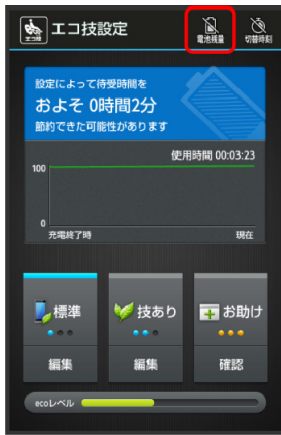 エコ技
エコ技設定
電池残量
切替時刻
設定によって待受時間を
およそ 0時間2分
節約できた可能性があります
使用時間 00:03:23
100
0
充電終了時 現在
標準 技あり お助け
編集 編集 確認
ecoレベル